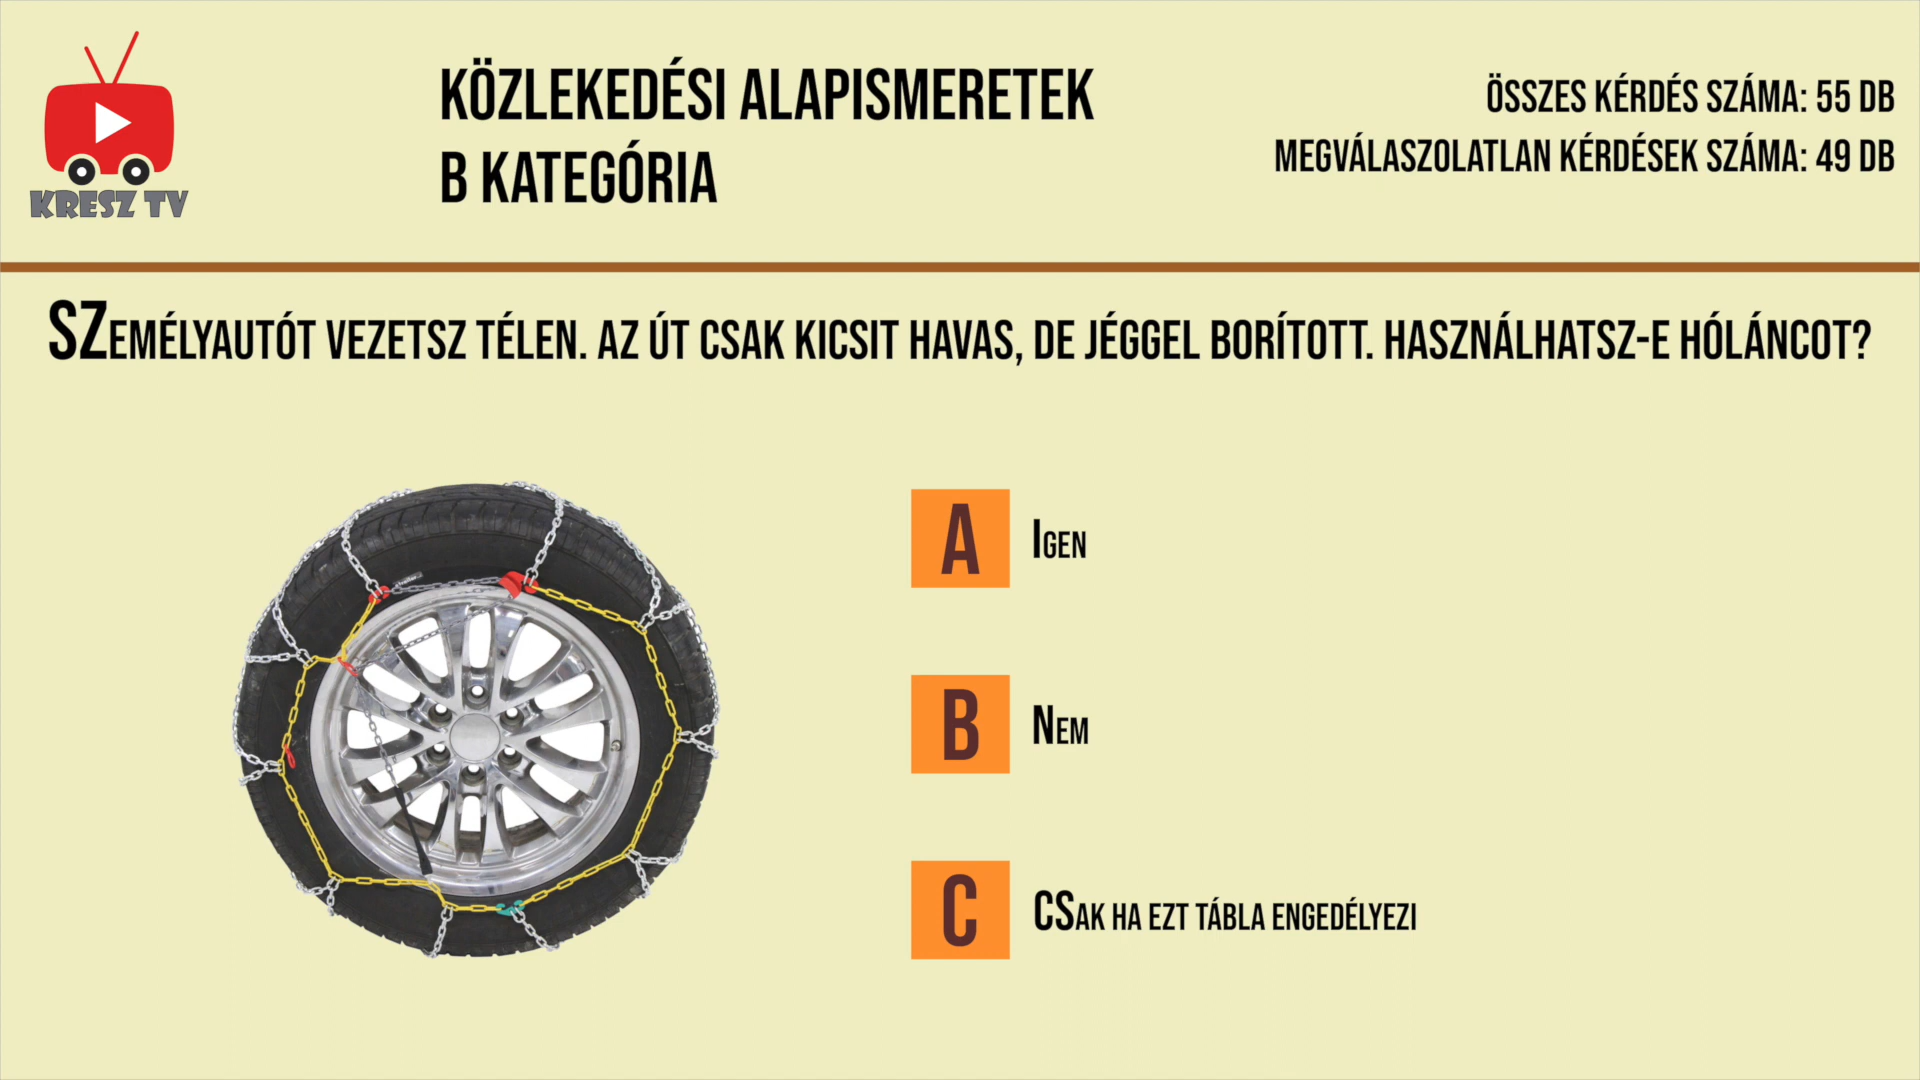 KRESZ TV
KÖZLEKEDÉSI ALAPISMERETEK
B KATEGÓRIA
ÖSSZES KÉRDÉS SZÁMA: 55 DB
MEGVÁLASZOLATLAN KÉRDÉSEK SZÁMA: 49 DB
SZEMÉLYAUTÓT VEZETSZ TÉLEN. AZ ÚT CSAK KICSIT HAVAS, DE JÉGGEL BORÍTOTT. HASZNÁLHATSZ-E HÓLÁNCOT?
A IGEN
B NEM
C CSAK HA EZT TÁBLA ENGEDÉLYEZI